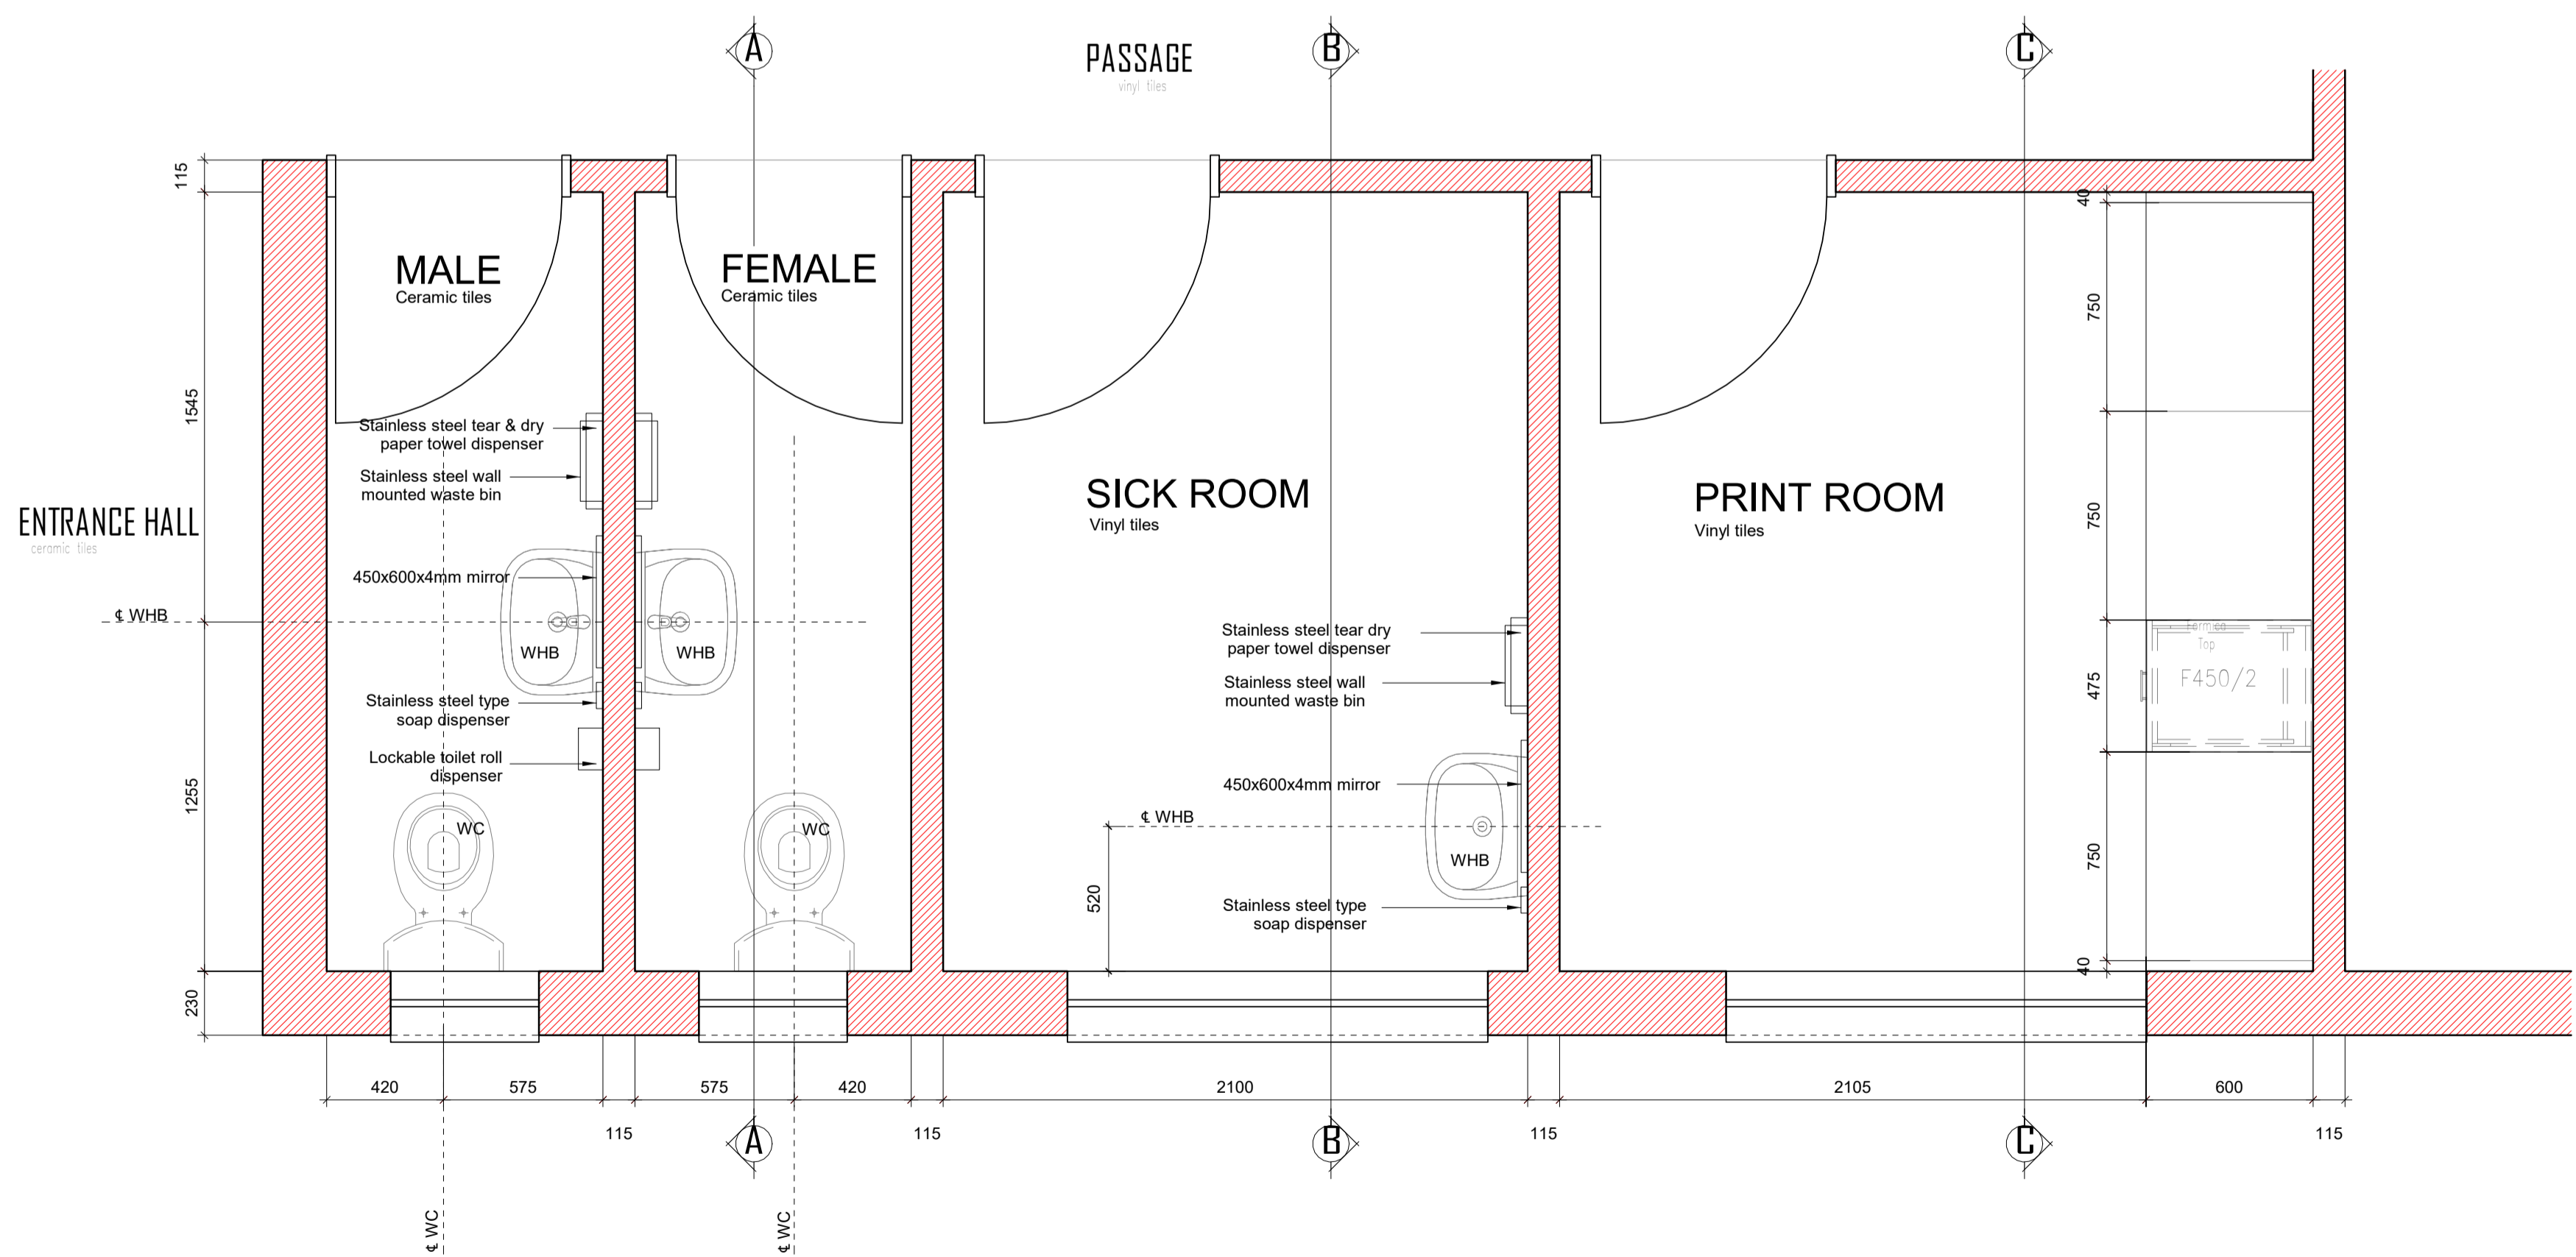 A
B
C
PASSAGE
vinyl tiles
115
40
MALE
Ceramic tiles
FEMALE
Ceramic tiles
750
1545
Stainless steel tear & dry
paper towel dispenser
Stainless steel wall
mounted waste bin
SICK ROOM
Vinyl tiles
PRINT ROOM
Vinyl tiles
750
ENTRANCE HALL
ceramic tiles
450x600x4mm mirror
℄ WHB
WHB
WHB
Stainless steel tear dry
paper towel dispenser
Stainless steel wall
mounted waste bin
Formica
Top
F450/2
475
Stainless steel type
soap dispenser
Lockable toilet roll
dispenser
1255
450x600x4mm mirror
℄ WHB
WC
WC
WHB
750
520
Stainless steel type
soap dispenser
40
230
420
575
575
420
2100
2105
600
115
115
115
115
A
B
C
℄ WC
℄ WC